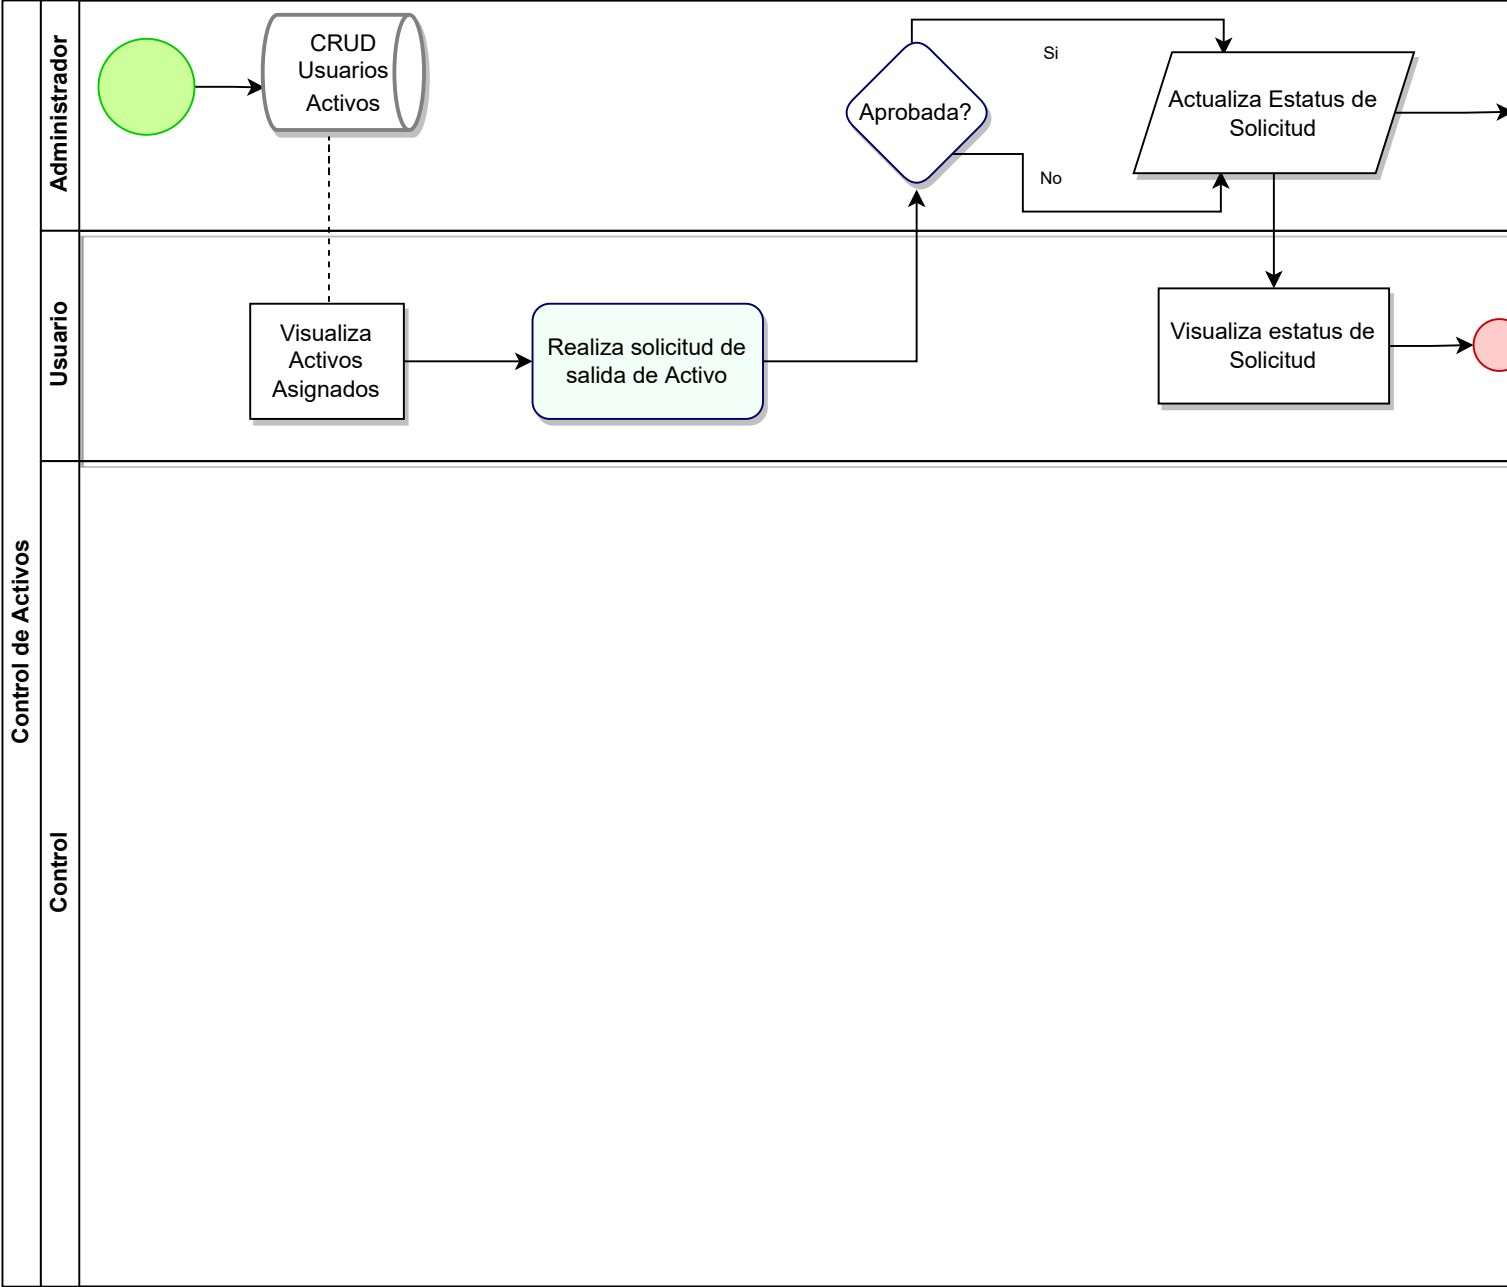 Control de Activos
Administrador
CRUD
Usuarios
Activos
Aprobada?
Si
No
Actualiza Estatus de
Solicitud
Usuario
Visualiza
Activos
Asignados
Realiza solicitud de
salida de Activo
Visualiza estatus de
Solicitud
Control